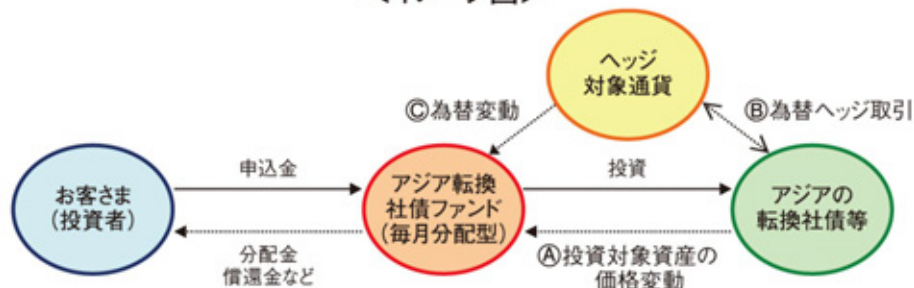 ヘッジ
対象通貨
Ⓒ為替変動
Ⓑ為替ヘッジ取引
お客さま
(投資者)
申込金
アジア転換
社債ファンド
(毎月分配型)
投資
アジアの
転換社債等
分配金
償還金など
Ⓐ投資対象資産の
価格変動